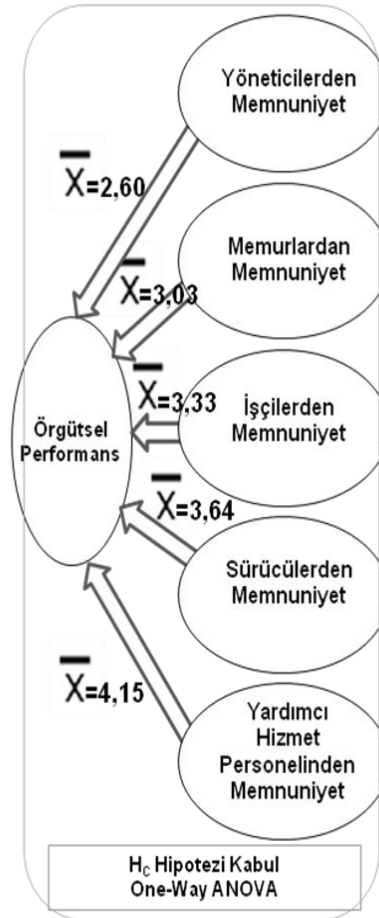 Yöneticilerden
Memnuniyet
X̄=2,60
Memurlardan
Memnuniyet
X̄=3,03
X̄=3,33
İşçilerden
Memnuniyet
Örgütsel
Performans
X̄=3,64
Sürücülerden
Memnuniyet
X̄=4,15
Yardımcı
Hizmet
Personelinden
Memnuniyet
H_C Hipotezi Kabul
One-Way ANOVA